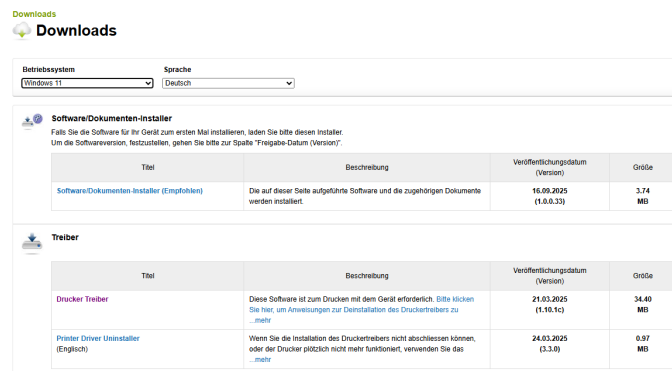 Downloads
Downloads
Betriebssystem
Sprache
Windows 11
Deutsch
Software/Dokumenten-Installer
Falls Sie die Software für Ihr Gerät zum ersten Mal installieren, laden Sie bitte diesen Installer.
Um die Softwareversion, festzustellen, gehen Sie bitte zur Spalte "Freigabe-Datum (Version)".
Titel
Beschreibung
Veröffentlichungsdatum
(Version)
Größe
Software/Dokumenten-Installer (Empfohlen)
Die auf dieser Seite aufgeführte Software und die zugehörigen Dokumente
werden installiert.
16.09.2025
(1.0.0.33)
3.74
MB
Treiber
Titel
Beschreibung
Veröffentlichungsdatum
(Version)
Größe
Drucker Treiber
Diese Software ist zum Drucken mit dem Gerät erforderlich. Bitte klicken
Sie hier, um Anweisungen zur Deinstallation des Druckertreibers zu
...mehr
21.03.2025
(1.10.1c)
34.40
MB
Printer Driver Uninstaller
(Englisch)
Wenn Sie die Installation des Druckertreibers nicht abschliessen können,
oder der Drucker plötzlich nicht mehr funktioniert, verwenden Sie das
...mehr
24.03.2025
(3.3.0)
0.97
MB